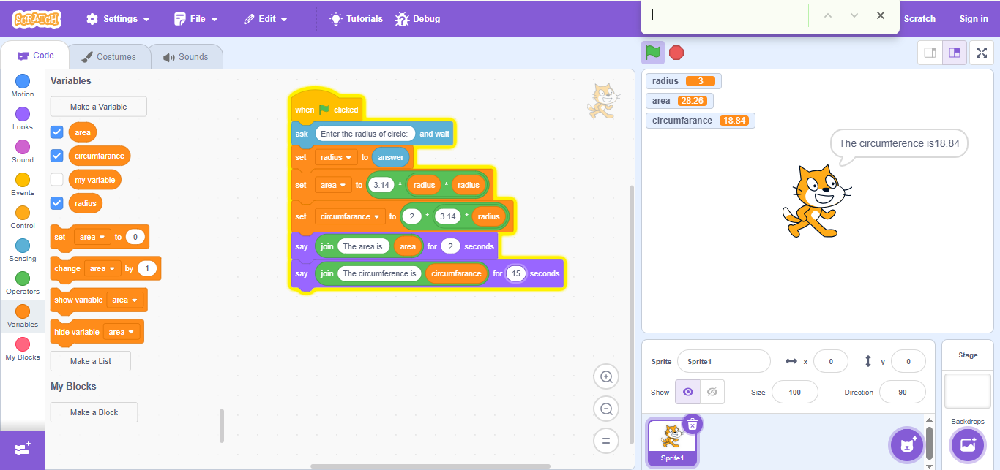 SCRATCH Settings File Edit Tutorials Debug Scratch Sign in
Code Costumes Sounds
Motion
Looks
Sound
Events
Control
Sensing
Operators
Variables
My Blocks
Variables
Make a Variable
area
circumfarance
my variable
radius
set area to 0
change area by 1
show variable area
hide variable area
Make a List
My Blocks
Make a Block
when clicked
ask Enter the radius of circle: and wait
set radius to answer
set area to 3.14 * radius * radius
set circumfarance to 2 * 3.14 * radius
say join The area is area for 2 seconds
say join The circumference is circumfarance for 15 seconds
radius 3
area 28.26
circumfarance 18.84
The circumference is18.84
Sprite Sprite1 x 0 y 0
Show Size 100 Direction 90
Sprite1
Stage
Backdrops